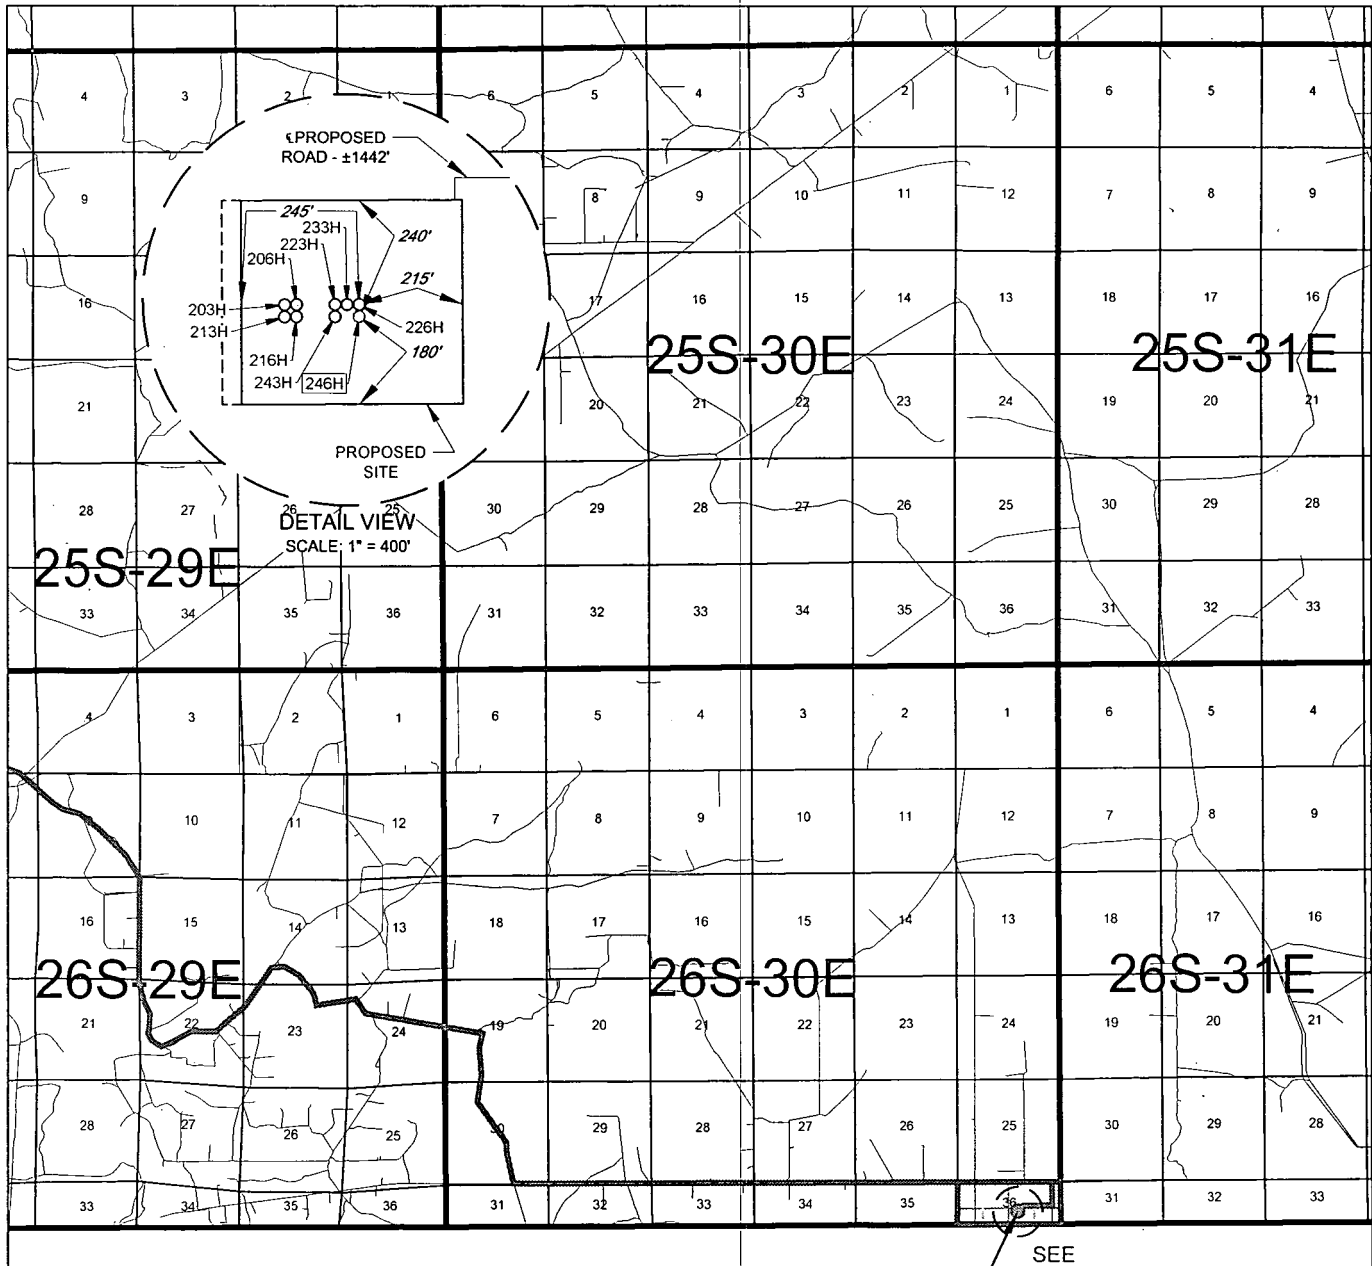 4 3 2 1 6 5 4 3 2 1 6 5 4
℄PROPOSED
ROAD - ±1442'
9 8 9 10 11 12 7 8 9
245'
233H
223H
240'
206H
215'
203H
213H
226H
216H
180'
243H
246H
16 17 16 15 14 13 18 17 16
25S-30E
25S-31E
21 20 21 22 23 24 19 20 21
PROPOSED
SITE
28 27 26 25 30 29 28 27 26 25 30 29 28
DETAIL VIEW
SCALE: 1" = 400'
25S-29E
33 34 35 36 31 32 33 34 35 36 31 32 33
4 3 2 1 6 5 4 3 2 1 6 5 4
10 11 12 7 8 9 10 11 12 7 8 9
16 15 14 13 18 17 16 15 14 13 18 17 16
26S-29E
26S-30E
26S-31E
21 22 23 24 19 20 21 22 23 24 19 20 21
28 27 26 25 30 29 28 27 26 25 30 29 28
33 34 35 36 31 32 33 34 35 36 31 32 33
SEE